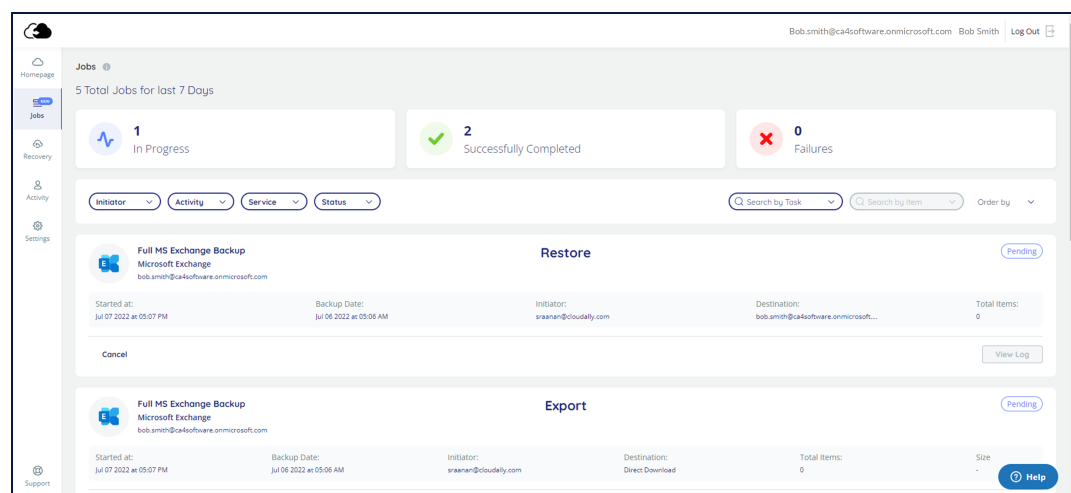 Bob.smith@ca4software.onmicrosoft.com Bob Smith Log Out
Homepage
NEW
Jobs
Recovery
Activity
Settings
Support
Jobs
5 Total Jobs for last 7 Days
1
In Progress
2
Successfully Completed
0
Failures
Initiator Activity Service Status Search by Task Search by Item Order by
Full MS Exchange Backup
Microsoft Exchange
bob.smith@ca4software.onmicrosoft.com
Restore
Pending
Started at: Backup Date: Initiator: Destination: Total Items:
Jul 07 2022 at 05:07 PM Jul 06 2022 at 05:06 AM sraanan@cloudally.com bob.smith@ca4software.onmicrosoft.... 0
Cancel View Log
Full MS Exchange Backup
Microsoft Exchange
bob.smith@ca4software.onmicrosoft.com
Export
Pending
Started at: Backup Date: Initiator: Destination: Total Items: Size
Jul 07 2022 at 05:07 PM Jul 06 2022 at 05:06 AM sraanan@cloudally.com Direct Download 0 -
Help